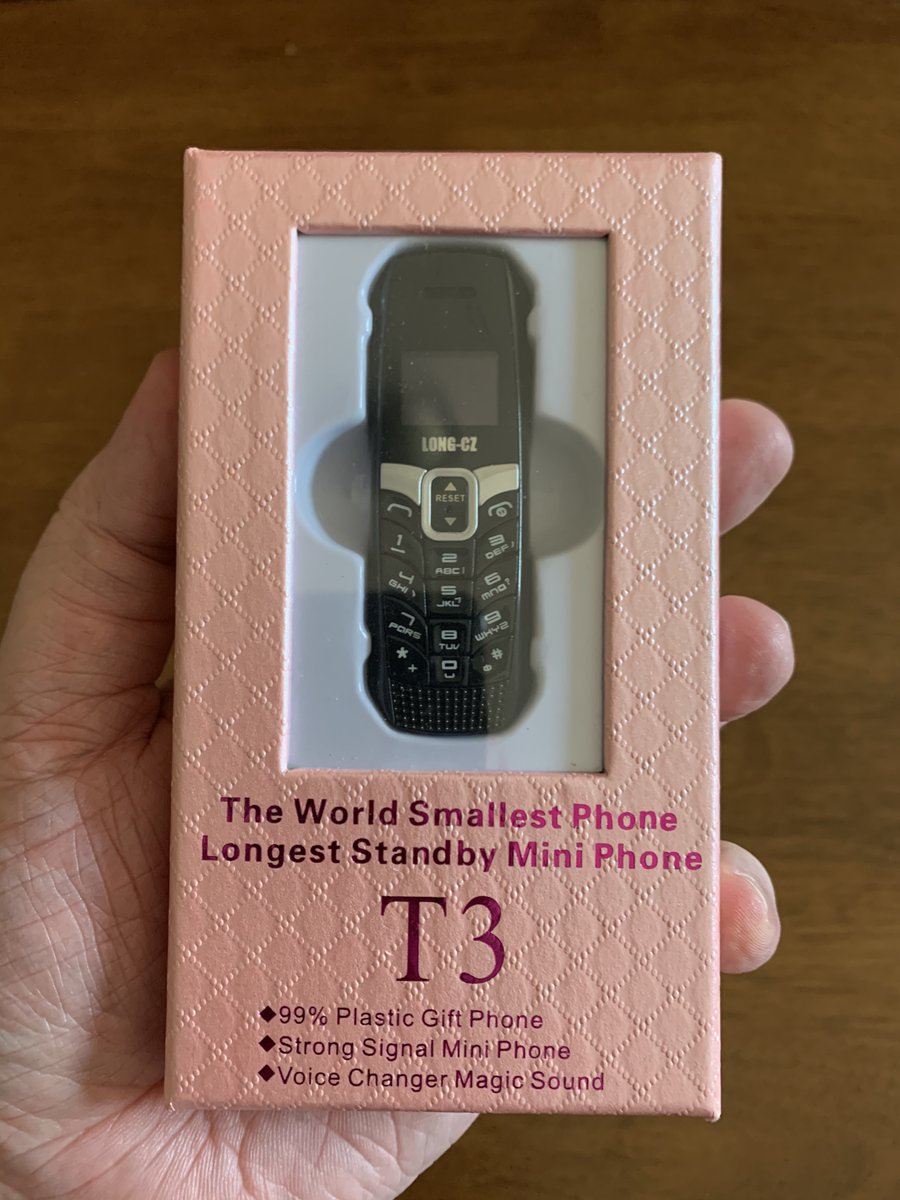 LONG-CZ
RESET
1
2 ABC
3 DEF
4 GHI
5 JKL
6 MNO
7 PQRS
8 TUV
9 WXYZ
* +
0
#
The World Smallest Phone
Longest Standby Mini Phone
T3
◆99% Plastic Gift Phone
◆Strong Signal Mini Phone
◆Voice Changer Magic Sound